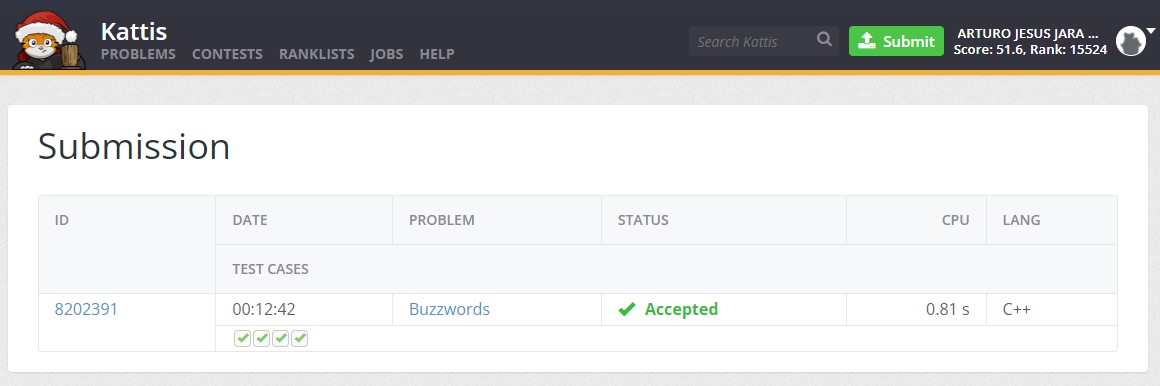 Kattis
PROBLEMS CONTESTS RANKLISTS JOBS HELP
Search Kattis
Submit
ARTURO JESUS JARA ...
Score: 51.6, Rank: 15524
Submission
ID DATE PROBLEM STATUS CPU LANG
TEST CASES
8202391 00:12:42 Buzzwords Accepted 0.81 s C++